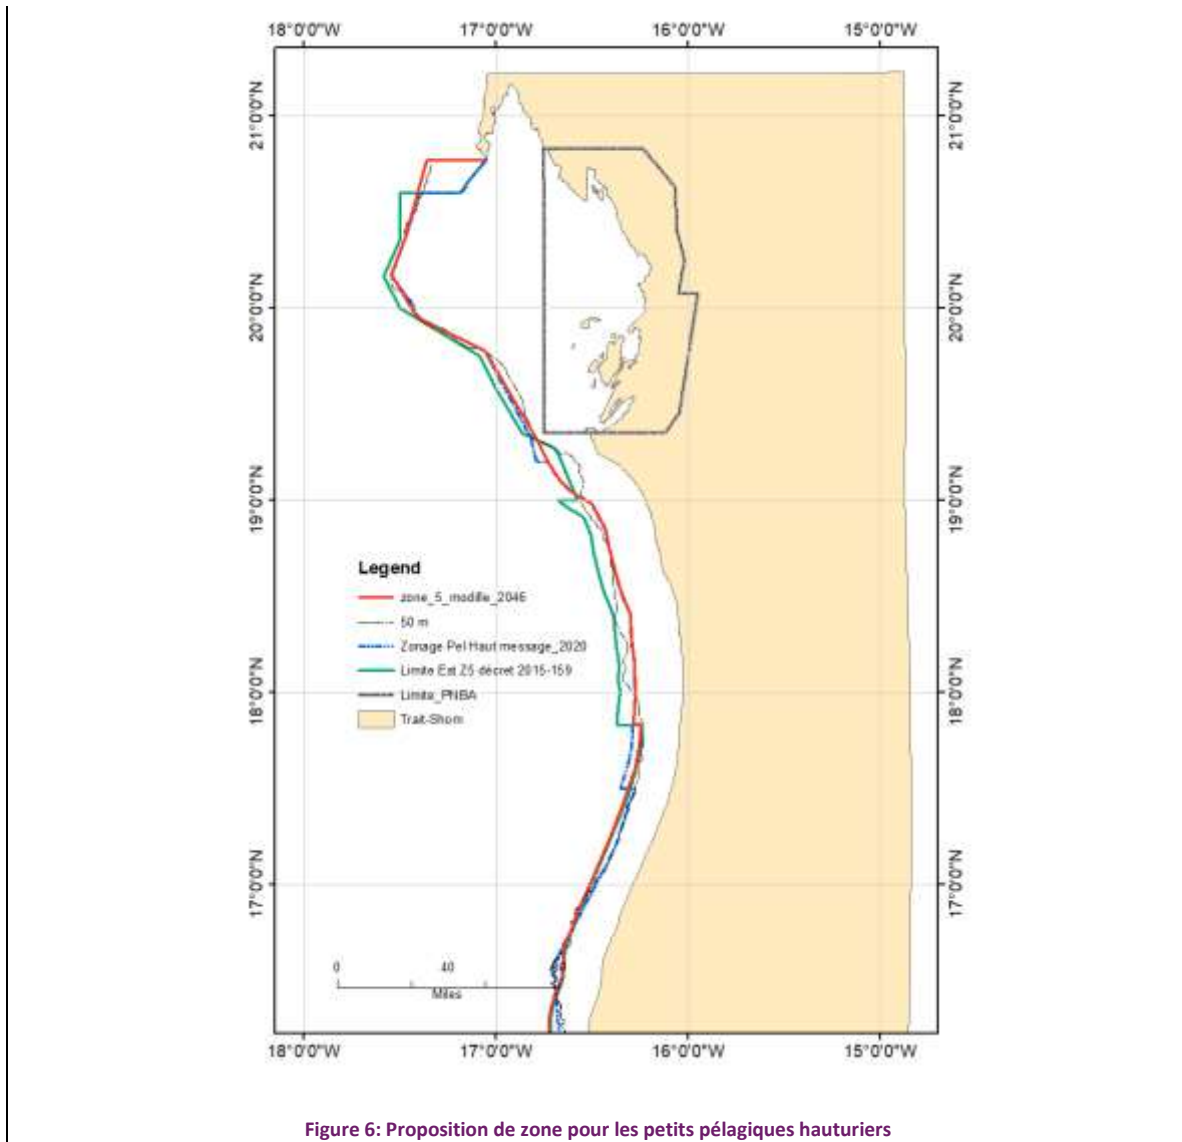 18°0'0"W 17°0'0"W 16°0'0"W 15°0'0"W
21°0'0"N 21°0'0"N
20°0'0"N 20°0'0"N
19°0'0"N 19°0'0"N
Legend
zone_5_modifie_2046
50 m
Zonage Pel Haut message_2020
Limite Est Z5 décret 2015-159
Limite_PNBA
Trait-Shom
18°0'0"N 18°0'0"N
17°0'0"N 17°0'0"N
0 40
Miles
18°0'0"W 17°0'0"W 16°0'0"W 15°0'0"W
Figure 6: Proposition de zone pour les petits pélagiques hauturiers